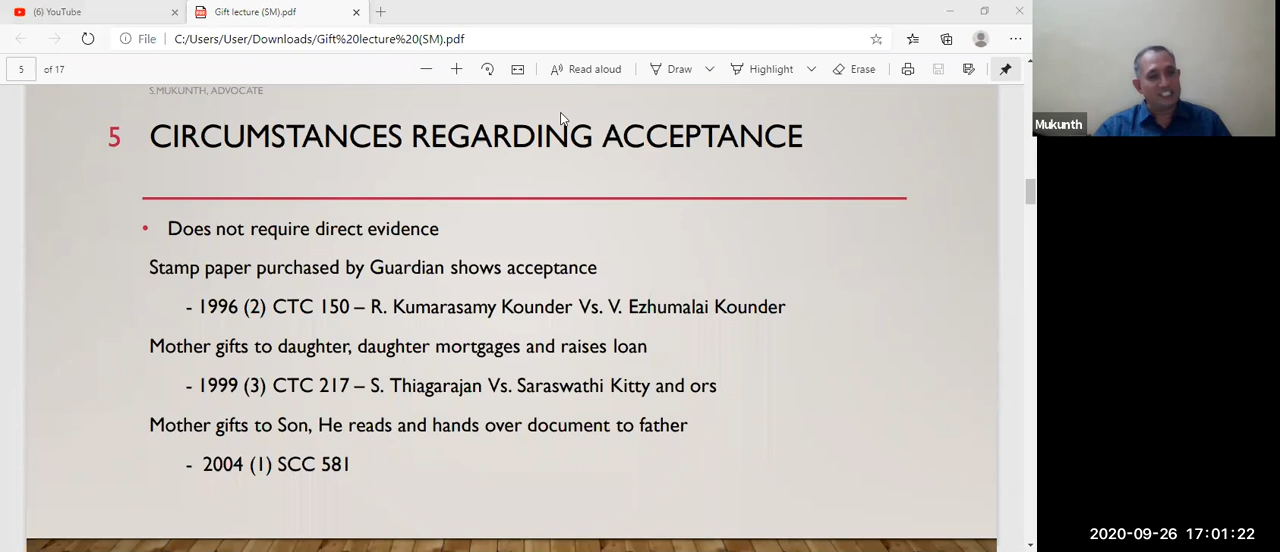 (6) YouTube
Gift lecture (SM).pdf
File C:/Users/User/Downloads/Gift%20lecture%20(SM).pdf
5 of 17
Read aloud Draw Highlight Erase
S.MUKUNTH, ADVOCATE
5 CIRCUMSTANCES REGARDING ACCEPTANCE
• Does not require direct evidence
Stamp paper purchased by Guardian shows acceptance
- 1996 (2) CTC 150 – R. Kumarasamy Kounder Vs. V. Ezhumalai Kounder
Mother gifts to daughter, daughter mortgages and raises loan
- 1999 (3) CTC 217 – S. Thiagarajan Vs. Saraswathi Kitty and ors
Mother gifts to Son, He reads and hands over document to father
- 2004 (1) SCC 581
Mukunth
2020-09-26 17:01:22